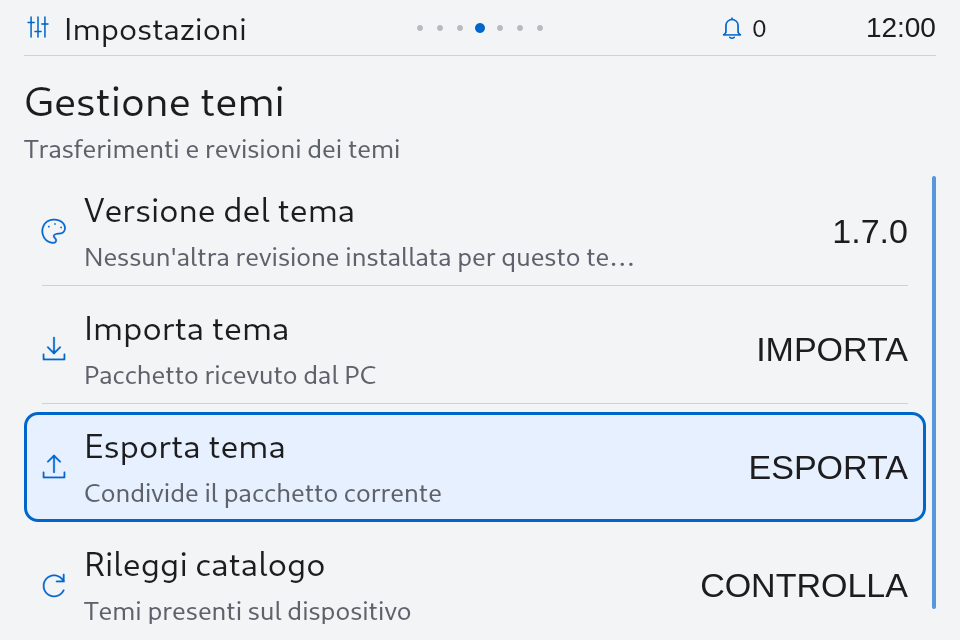 Impostazioni
0
12:00
Gestione temi
Trasferimenti e revisioni dei temi
Versione del tema
1.7.0
Nessun'altra revisione installata per questo te...
Importa tema
IMPORTA
Pacchetto ricevuto dal PC
Esporta tema
ESPORTA
Condivide il pacchetto corrente
Rileggi catalogo
CONTROLLA
Temi presenti sul dispositivo